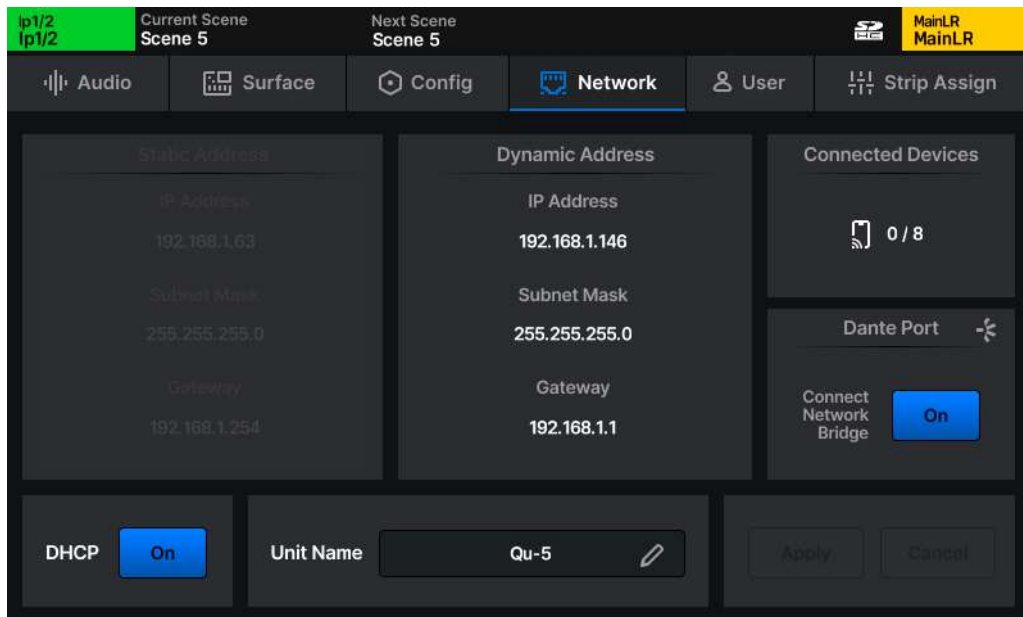 Ip1/2
Ip1/2
Current Scene
Scene 5
Next Scene
Scene 5
MainLR
MainLR
Audio
Surface
Config
Network
User
Strip Assign
Static Address
IP Address
192.168.1.63
Subnet Mask
255.255.255.0
Gateway
192.168.1.254
Dynamic Address
IP Address
192.168.1.146
Subnet Mask
255.255.255.0
Gateway
192.168.1.1
Connected Devices
0 / 8
Dante Port
Connect
Network
Bridge
On
DHCP
On
Unit Name
Qu-5
Apply
Cancel